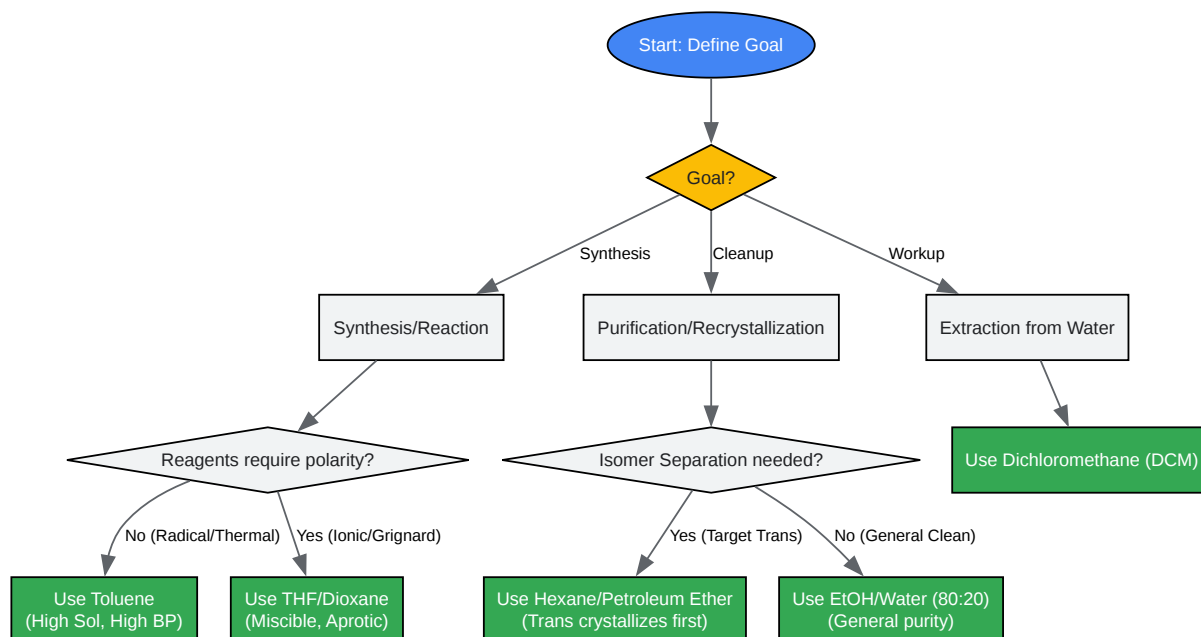 Start: Define Goal
Goal?
Synthesis
Cleanup
Workup
Synthesis/Reaction
Purification/Recrystallization
Extraction from Water
Reagents require polarity?
Isomer Separation needed?
Use Dichloromethane (DCM)
No (Radical/Thermal)
Yes (Ionic/Grignard)
Yes (Target Trans)
No (General Clean)
Use Toluene
(High Sol, High BP)
Use THF/Dioxane
(Miscible, Aprotic)
Use Hexane/Petroleum Ether
(Trans crystallizes first)
Use EtOH/Water (80:20)
(General purity)